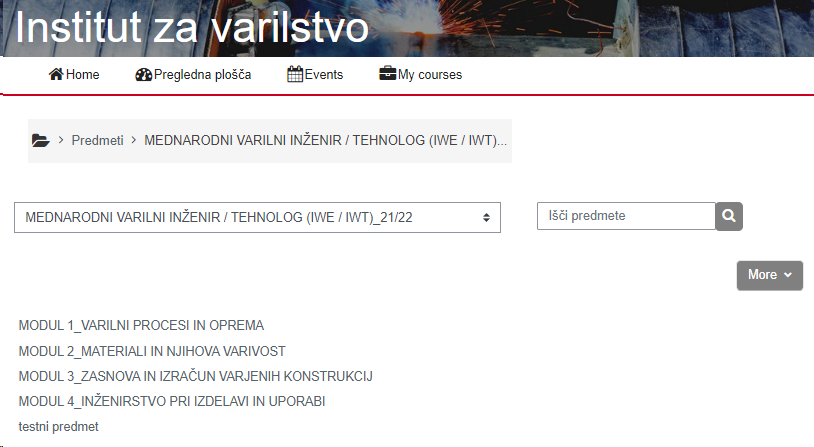 Institut za varilstvo
Home Pregledna plošča Events My courses
Predmeti MEDNARODNI VARILNI INŽENIR / TEHNOLOG (IWE / IWT)...
MEDNARODNI VARILNI INŽENIR / TEHNOLOG (IWE / IWT)_21/22
Išči predmete
More
MODUL 1_VARILNI PROCESI IN OPREMA
MODUL 2_MATERIALI IN NJIHOVA VARIVOST
MODUL 3_ZASNOVA IN IZRAČUN VARJENIH KONSTRUKCIJ
MODUL 4_INŽENIRSTVO PRI IZDELAVI IN UPORABI
testni predmet